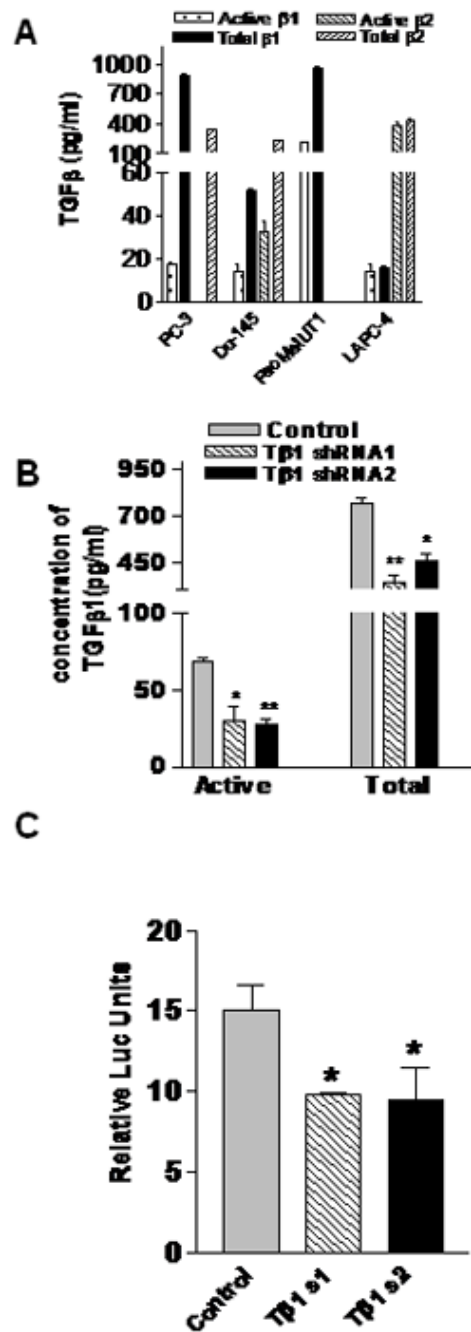 A
Active β1
Active β2
Total β1
Total β2
TGFβ (pg/ml)
1000
700
400
100
60
40
20
0
PC-3
Du-145
LAPC-4
B
Control
Tβ1 shRNA1
Tβ1 shRNA2
concentration of
TGFβ1(pg/ml)
950
700
450
100
50
0
* ** ** *
Active
Total
C
Relative Luc Units
20
15
10
5
0
* *
Control
Tβ1 s1
Tβ1 s2